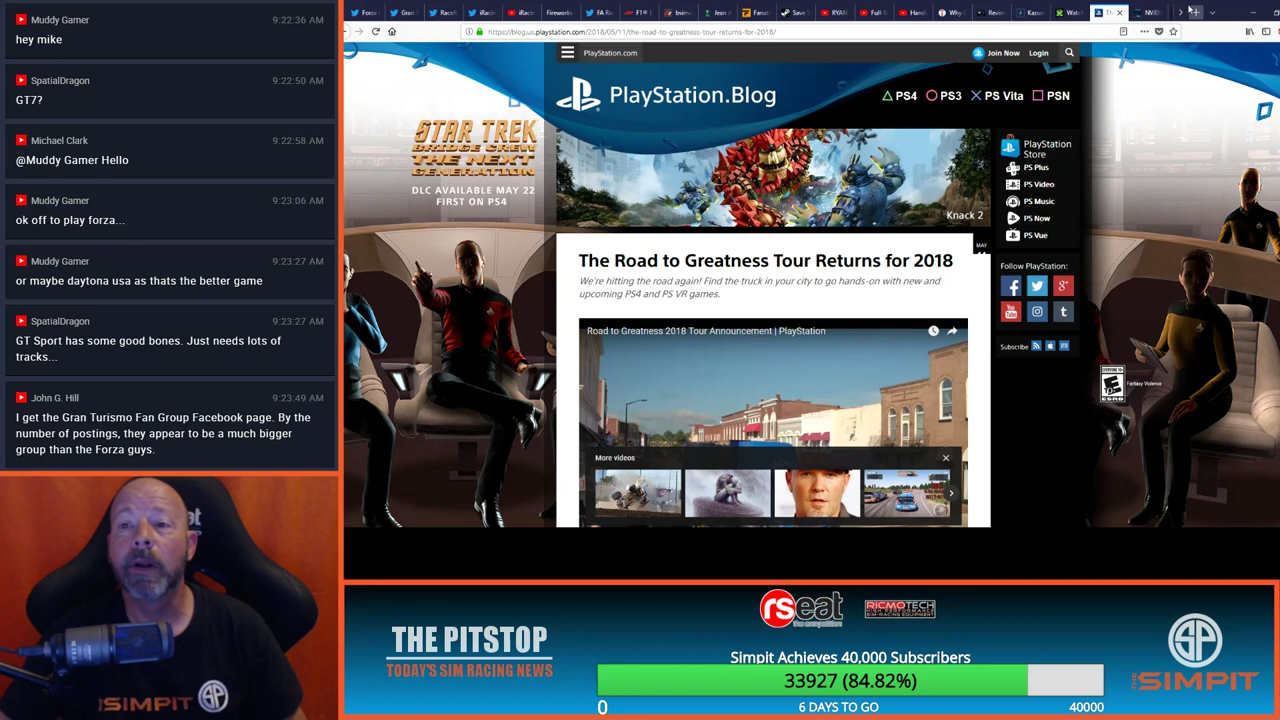 Muddy Gamer 9:22:36 AM
hey mike
SpatialDragon 9:22:50 AM
GT7?
Michael Clark 9:22:58 AM
@Muddy Gamer Hello
Muddy Gamer 9:23:06 AM
ok off to play forza...
Muddy Gamer 9:23:27 AM
or maybe daytona usa as thats the better game
SpatialDragon 9:23:27 AM
GT Sport has some good bones. Just needs lots of
tracks...
John G. Hill 9:23:49 AM
I get the Gran Turismo Fan Group Facebook page. By the
number of postings, they appear to be a much bigger
group than the Forza guys.
https://blog.us.playstation.com/2018/05/11/the-road-to-greatness-tour-returns-for-2018/
PlayStation.com
Join Now Login
PlayStation.Blog
PS4 PS3 PS Vita PSN
STAR TREK
BRIDGE CREW
THE NEXT
GENERATION
DLC AVAILABLE MAY 22
FIRST ON PS4
Knack 2
PlayStation
Store
PS Plus
PS Video
PS Music
PS Now
PS Vue
MAY
The Road to Greatness Tour Returns for 2018
We're hitting the road again! Find the truck in your city to go hands-on with new and
upcoming PS4 and PS VR games.
Follow PlayStation:
Subscribe
Road to Greatness 2018 Tour Announcement | PlayStation
More videos
EVERYONE 10+
E
ESRB
Fantasy Violence
THE PITSTOP
TODAY'S SIM RACING NEWS
rseat
RICMOTECH
Simpit Achieves 40,000 Subscribers
33927 (84.82%)
0 6 DAYS TO GO 40000
SP
THE SIMPIT